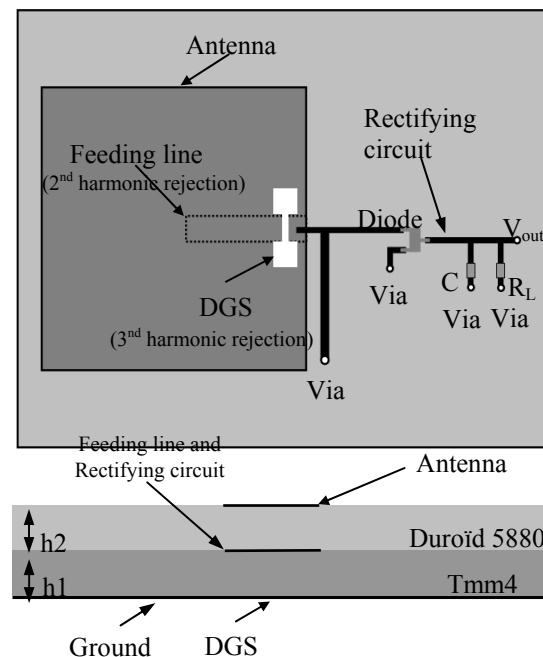 Antenna
Rectifying
circuit
Feeding line
(2nd harmonic rejection)
Diode
Vout
DGS
(3nd harmonic rejection)
Via
C
RL
Via
Via
Via
Feeding line and
Rectifying circuit
Antenna
h2
Duroïd 5880
h1
Tmm4
Ground
DGS